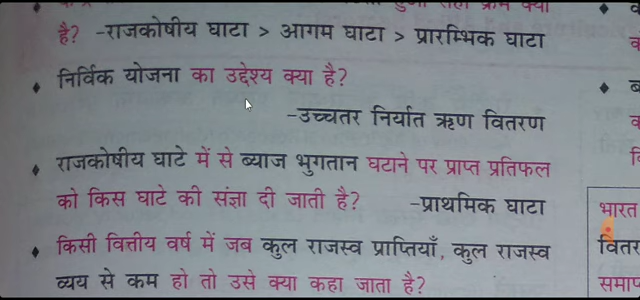 है? -राजकोषीय घाटा > आगम घाटा > प्रारम्भिक घाटा
♦ निर्विक योजना का उद्देश्य क्या है?
-उच्चतर निर्यात ऋण वितरण
♦ राजकोषीय घाटे में से ब्याज भुगतान घटाने पर प्राप्त प्रतिफल
को किस घाटे की संज्ञा दी जाती है? -प्राथमिक घाटा
♦ किसी वित्तीय वर्ष में जब कुल राजस्व प्राप्तियाँ, कुल राजस्व
व्यय से कम हो तो उसे क्या कहा जाता है?
भारत